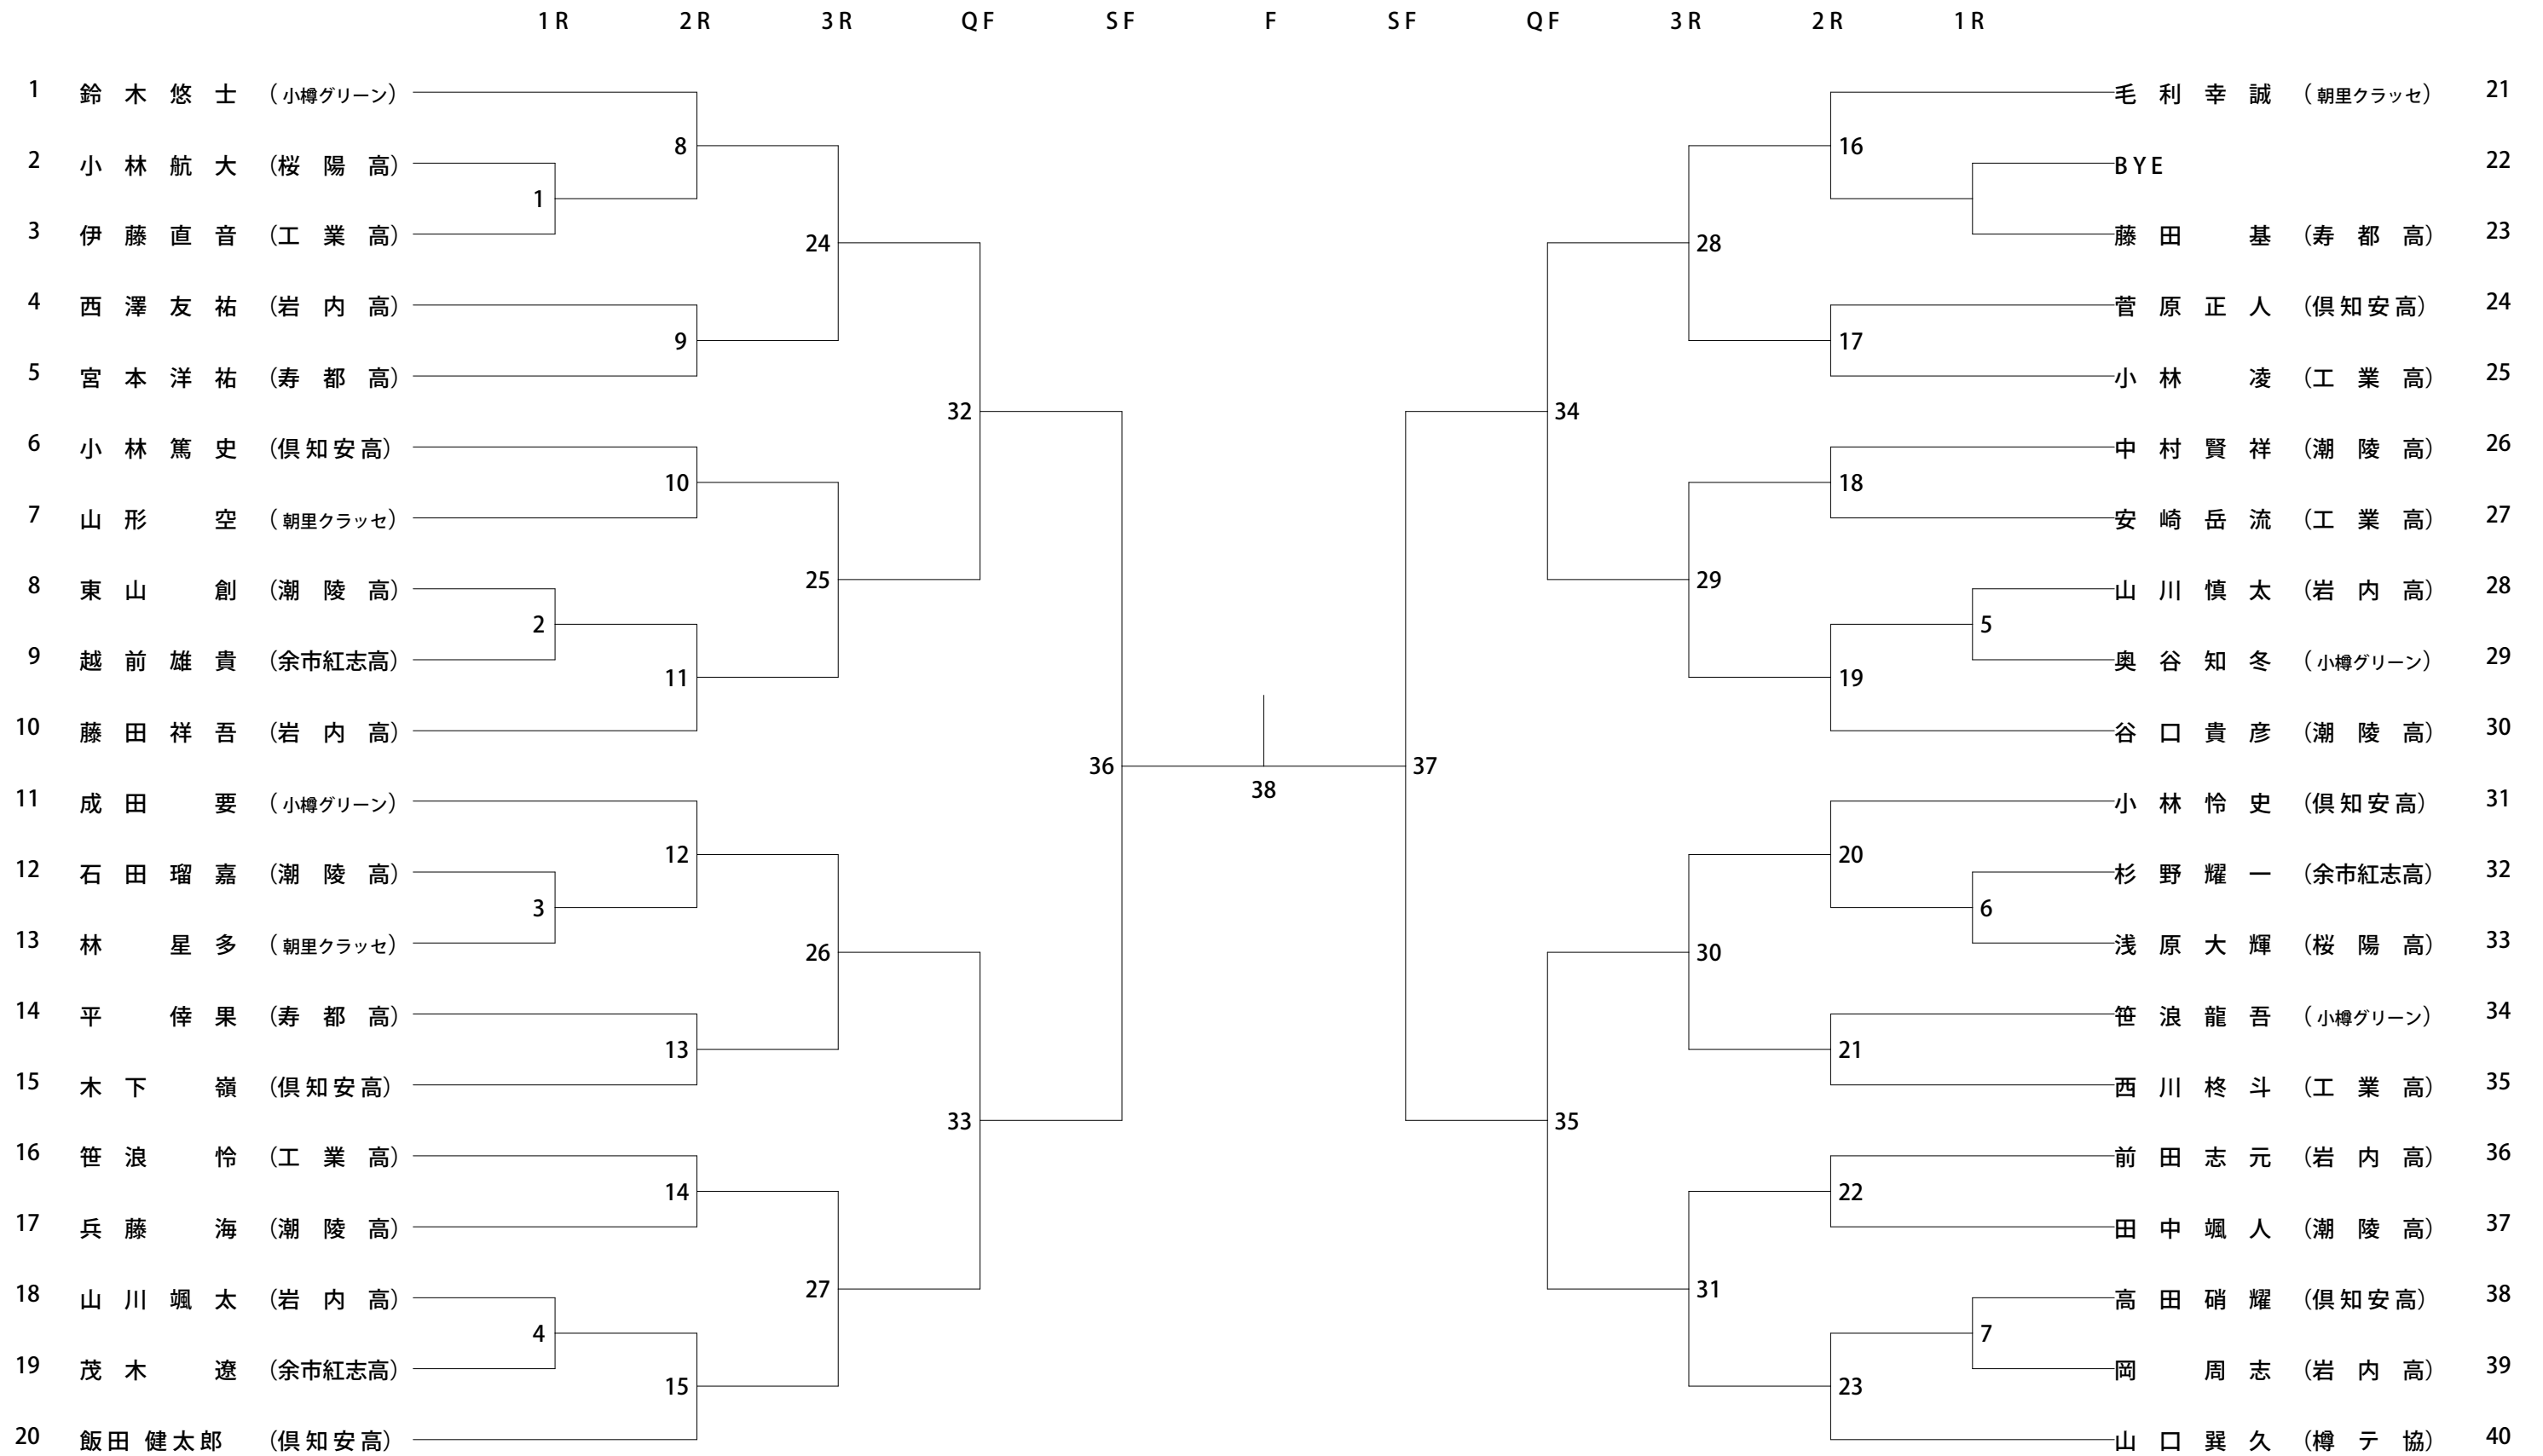 1R 2R 3R QF SF F SF QF 3R 2R 1R
1 鈴木悠士 （小樽グリーン）
2 小林航大 （桜陽高）
3 伊藤直音 （工業高）
4 西澤友祐 （岩内高）
5 宮本洋祐 （寿都高）
6 小林篤史 （倶知安高）
7 山形空 （朝里クラッセ）
8 東山創 （潮陵高）
9 越前雄貴 （余市紅志高）
10 藤田祥吾 （岩内高）
11 成田要 （小樽グリーン）
12 石田瑠嘉 （潮陵高）
13 林星多 （朝里クラッセ）
14 平倖果 （寿都高）
15 木下嶺 （倶知安高）
16 笹浪怜 （工業高）
17 兵藤海 （潮陵高）
18 山川颯太 （岩内高）
19 茂木遼 （余市紅志高）
20 飯田健太郎 （倶知安高）
1
2
3
4
8
9
10
11
12
13
14
15
24
25
26
27
32
33
36
38
37
34
35
28
29
30
31
16
17
18
19
20
21
22
23
5
6
7
毛利幸誠 （朝里クラッセ） 21
BYE 22
藤田基 （寿都高） 23
菅原正人 （倶知安高） 24
小林凌 （工業高） 25
中村賢祥 （潮陵高） 26
安崎岳流 （工業高） 27
山川慎太 （岩内高） 28
奥谷知冬 （小樽グリーン） 29
谷口貴彦 （潮陵高） 30
小林怜史 （倶知安高） 31
杉野耀一 （余市紅志高） 32
浅原大輝 （桜陽高） 33
笹浪龍吾 （小樽グリーン） 34
西川柊斗 （工業高） 35
前田志元 （岩内高） 36
田中颯人 （潮陵高） 37
高田硝耀 （倶知安高） 38
岡周志 （岩内高） 39
山口巽久 （樽テ協） 40